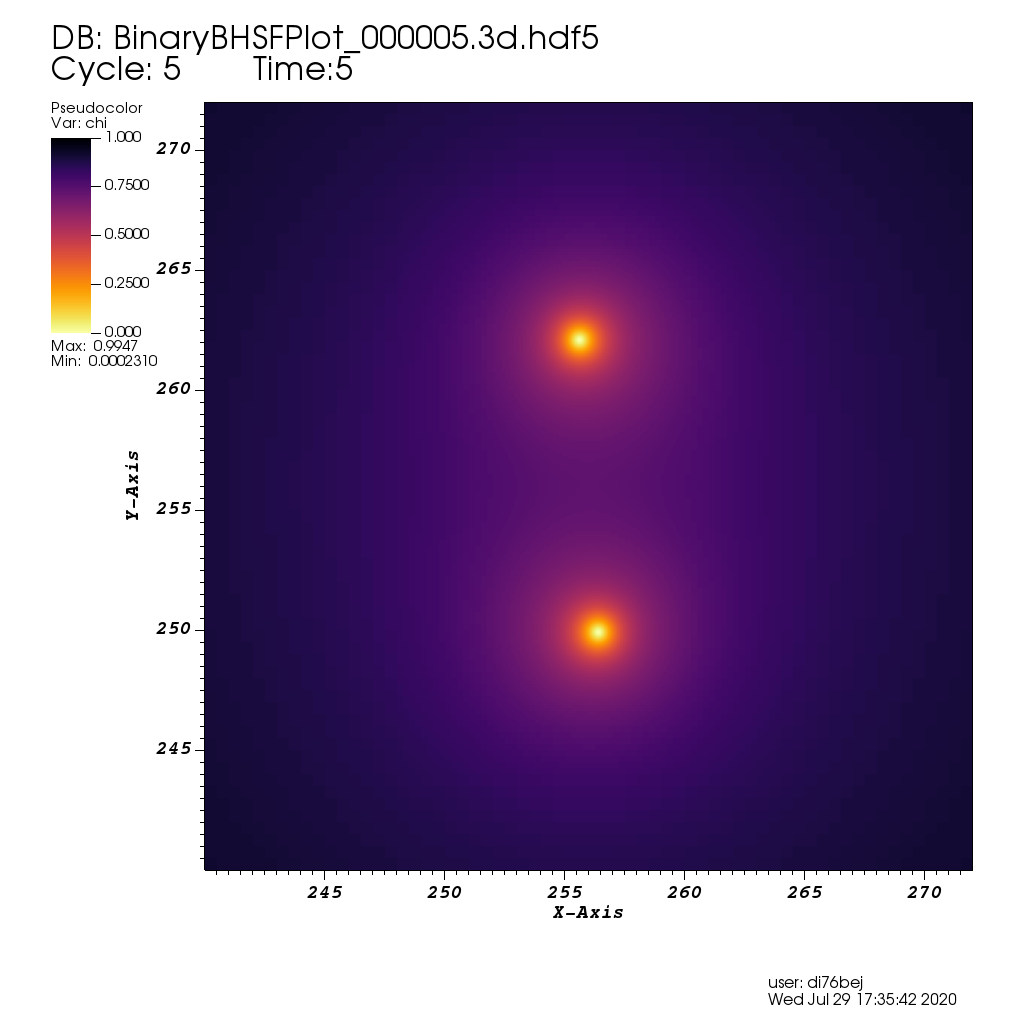 DB: BinaryBHSFPlot_000005.3d.hdf5
Cycle: 5 Time:5
Pseudocolor
Var: chi
1.000
0.7500
0.5000
0.2500
0.000
Max: 0.9947
Min: 0.0002310
270
265
260
255
250
245
Y-Axis
245 250 255 260 265 270
X-Axis
user: di76bej
Wed Jul 29 17:35:42 2020